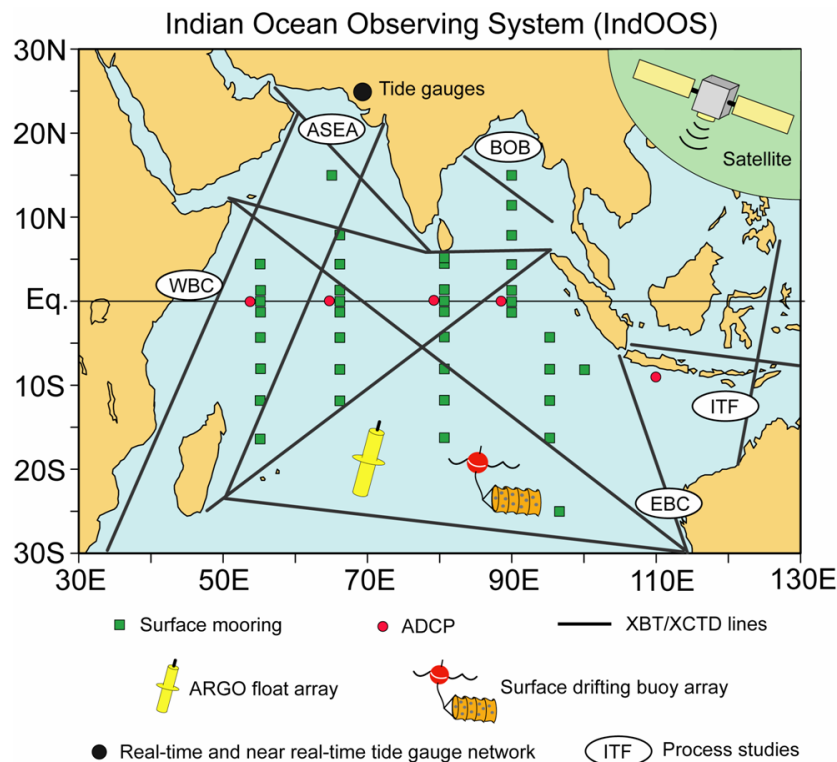 Indian Ocean Observing System (IndOOS)
30N
20N
10N
Eq.
10S
20S
30S
Tide gauges
ASEA
BOB
Satellite
WBC
ITF
EBC
30E
50E
70E
90E
110E
130E
Surface mooring
ADCP
XBT/XCTD lines
ARGO float array
Surface drifting buoy array
Real-time and near real-time tide gauge network
ITF
Process studies